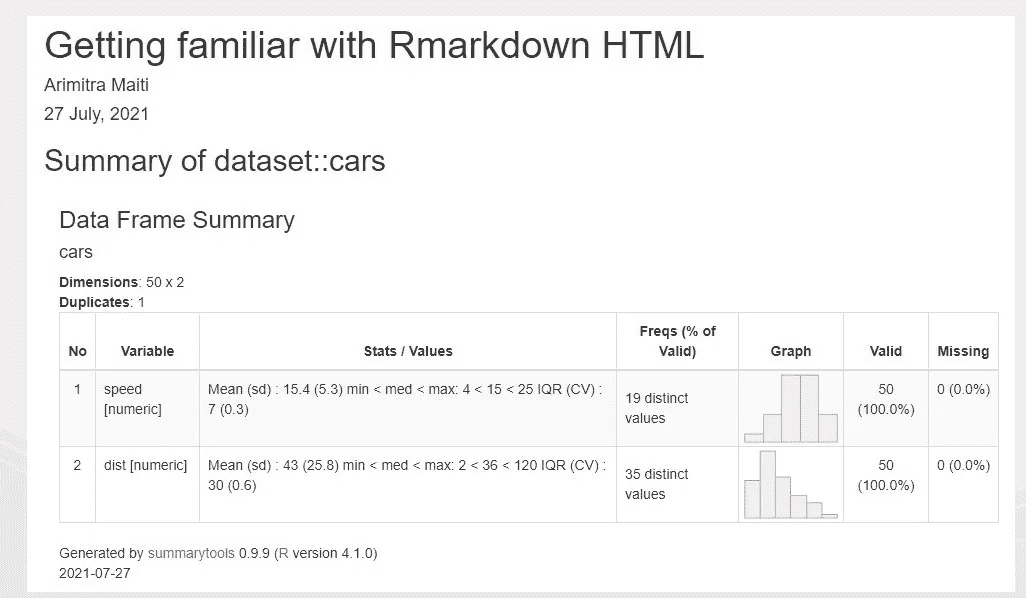 Getting familiar with Rmarkdown HTML
Arimitra Maiti
27 July, 2021
Summary of dataset::cars
Data Frame Summary
cars
Dimensions: 50 x 2
Duplicates: 1
No Variable Stats / Values Freqs (% of Valid) Graph Valid Missing
1 speed [numeric] Mean (sd) : 15.4 (5.3) min < med < max: 4 < 15 < 25 IQR (CV) : 7 (0.3) 19 distinct values 50 (100.0%) 0 (0.0%)
2 dist [numeric] Mean (sd) : 43 (25.8) min < med < max: 2 < 36 < 120 IQR (CV) : 30 (0.6) 35 distinct values 50 (100.0%) 0 (0.0%)
Generated by summarytools 0.9.9 (R version 4.1.0)
2021-07-27